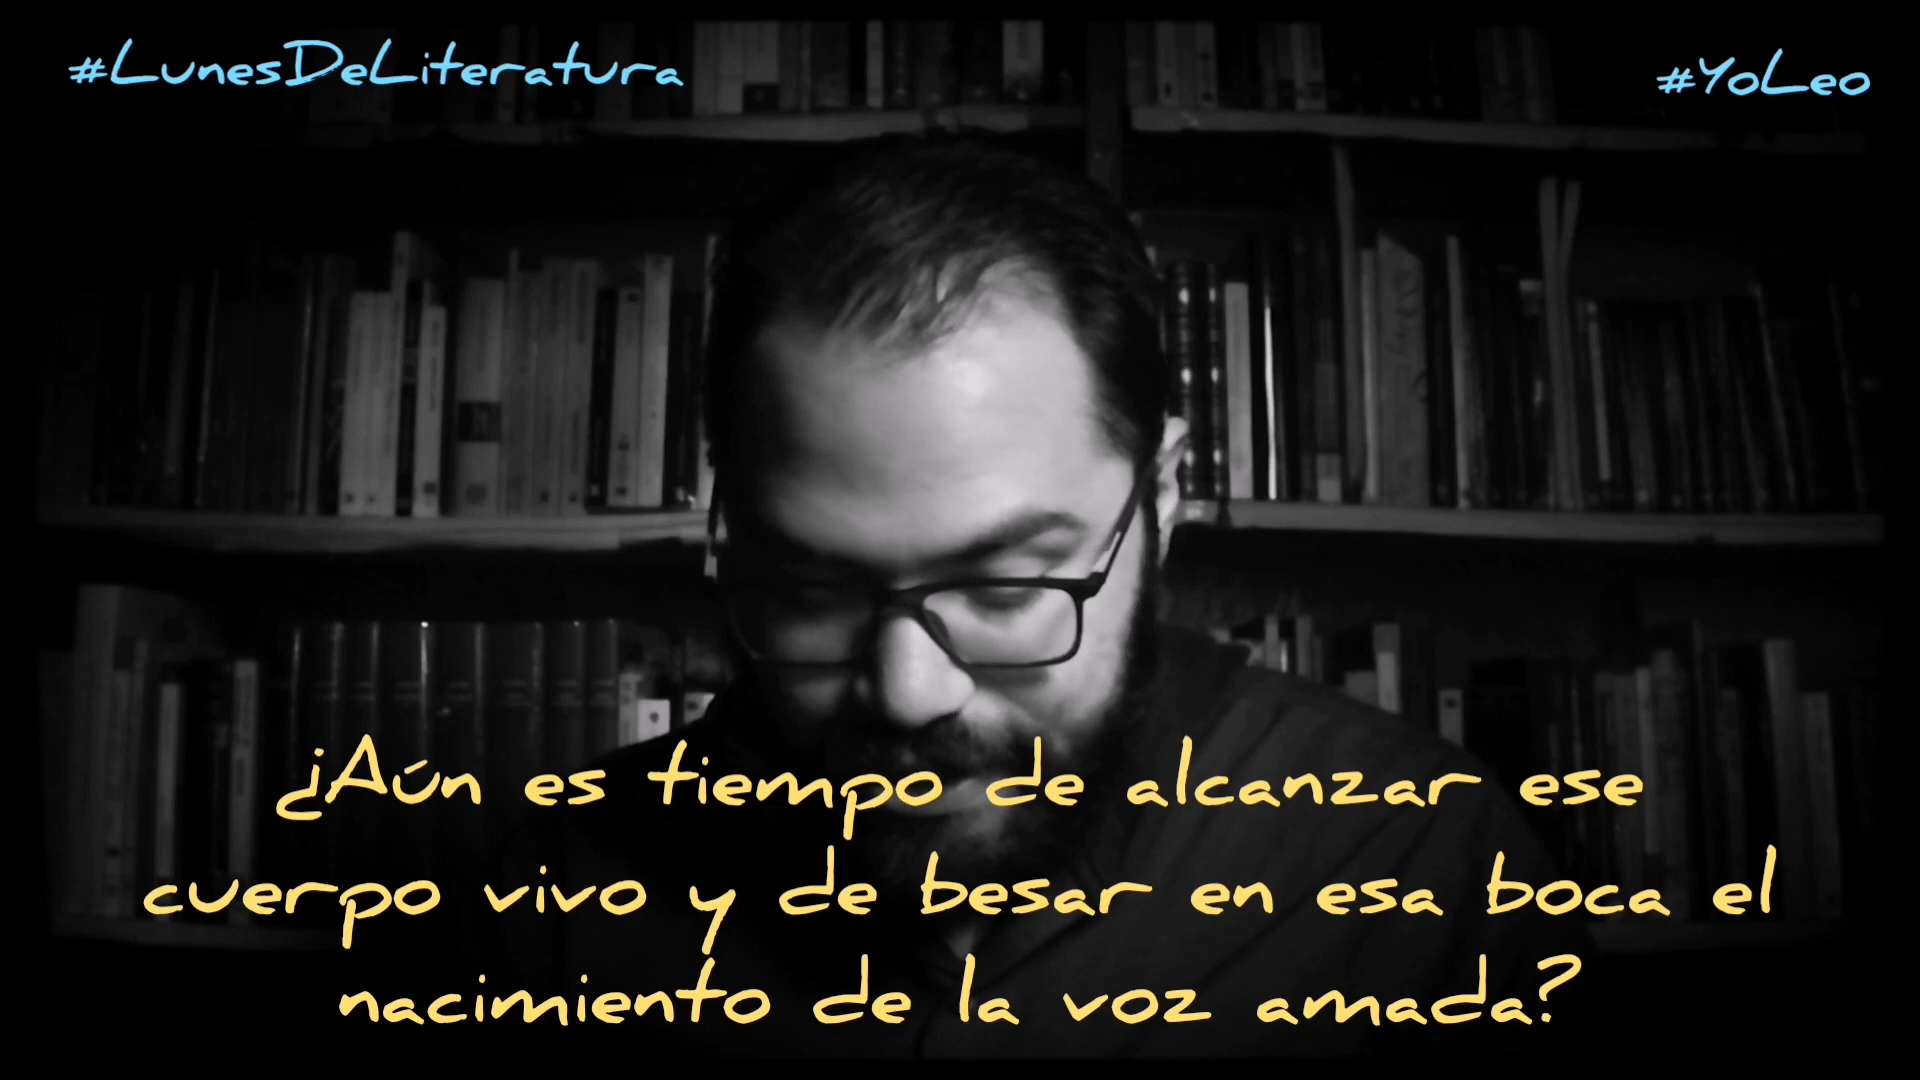 #LunesDeLiteratura
#YoLeo
¿Aún es tiempo de alcanzar ese
cuerpo vivo y de besar en esa boca el
nacimiento de la voz amada?